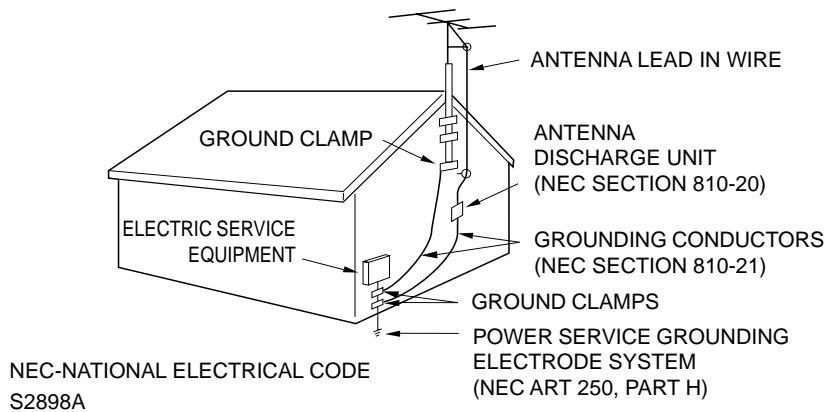 ANTENNA LEAD IN WIRE
GROUND CLAMP
ANTENNA
DISCHARGE UNIT
(NEC SECTION 810-20)
ELECTRIC SERVICE
EQUIPMENT
GROUNDING CONDUCTORS
(NEC SECTION 810-21)
GROUND CLAMPS
POWER SERVICE GROUNDING
ELECTRODE SYSTEM
(NEC ART 250, PART H)
NEC-NATIONAL ELECTRICAL CODE
S2898A